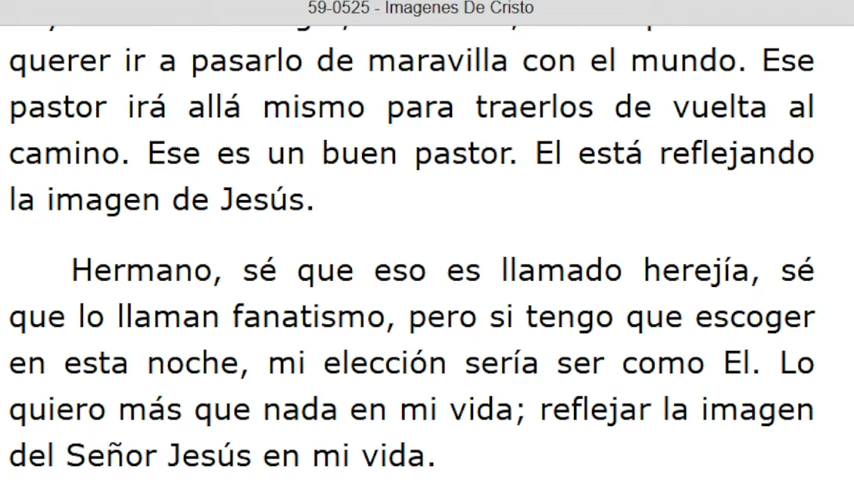 59-0525 - Imagenes De Cristo
querer ir a pasarlo de maravilla con el mundo. Ese
pastor irá allá mismo para traerlos de vuelta al
camino. Ese es un buen pastor. El está reflejando
la imagen de Jesús.
Hermano, sé que eso es llamado herejía, sé
que lo llaman fanatismo, pero si tengo que escoger
en esta noche, mi elección sería ser como El. Lo
quiero más que nada en mi vida; reflejar la imagen
del Señor Jesús en mi vida.